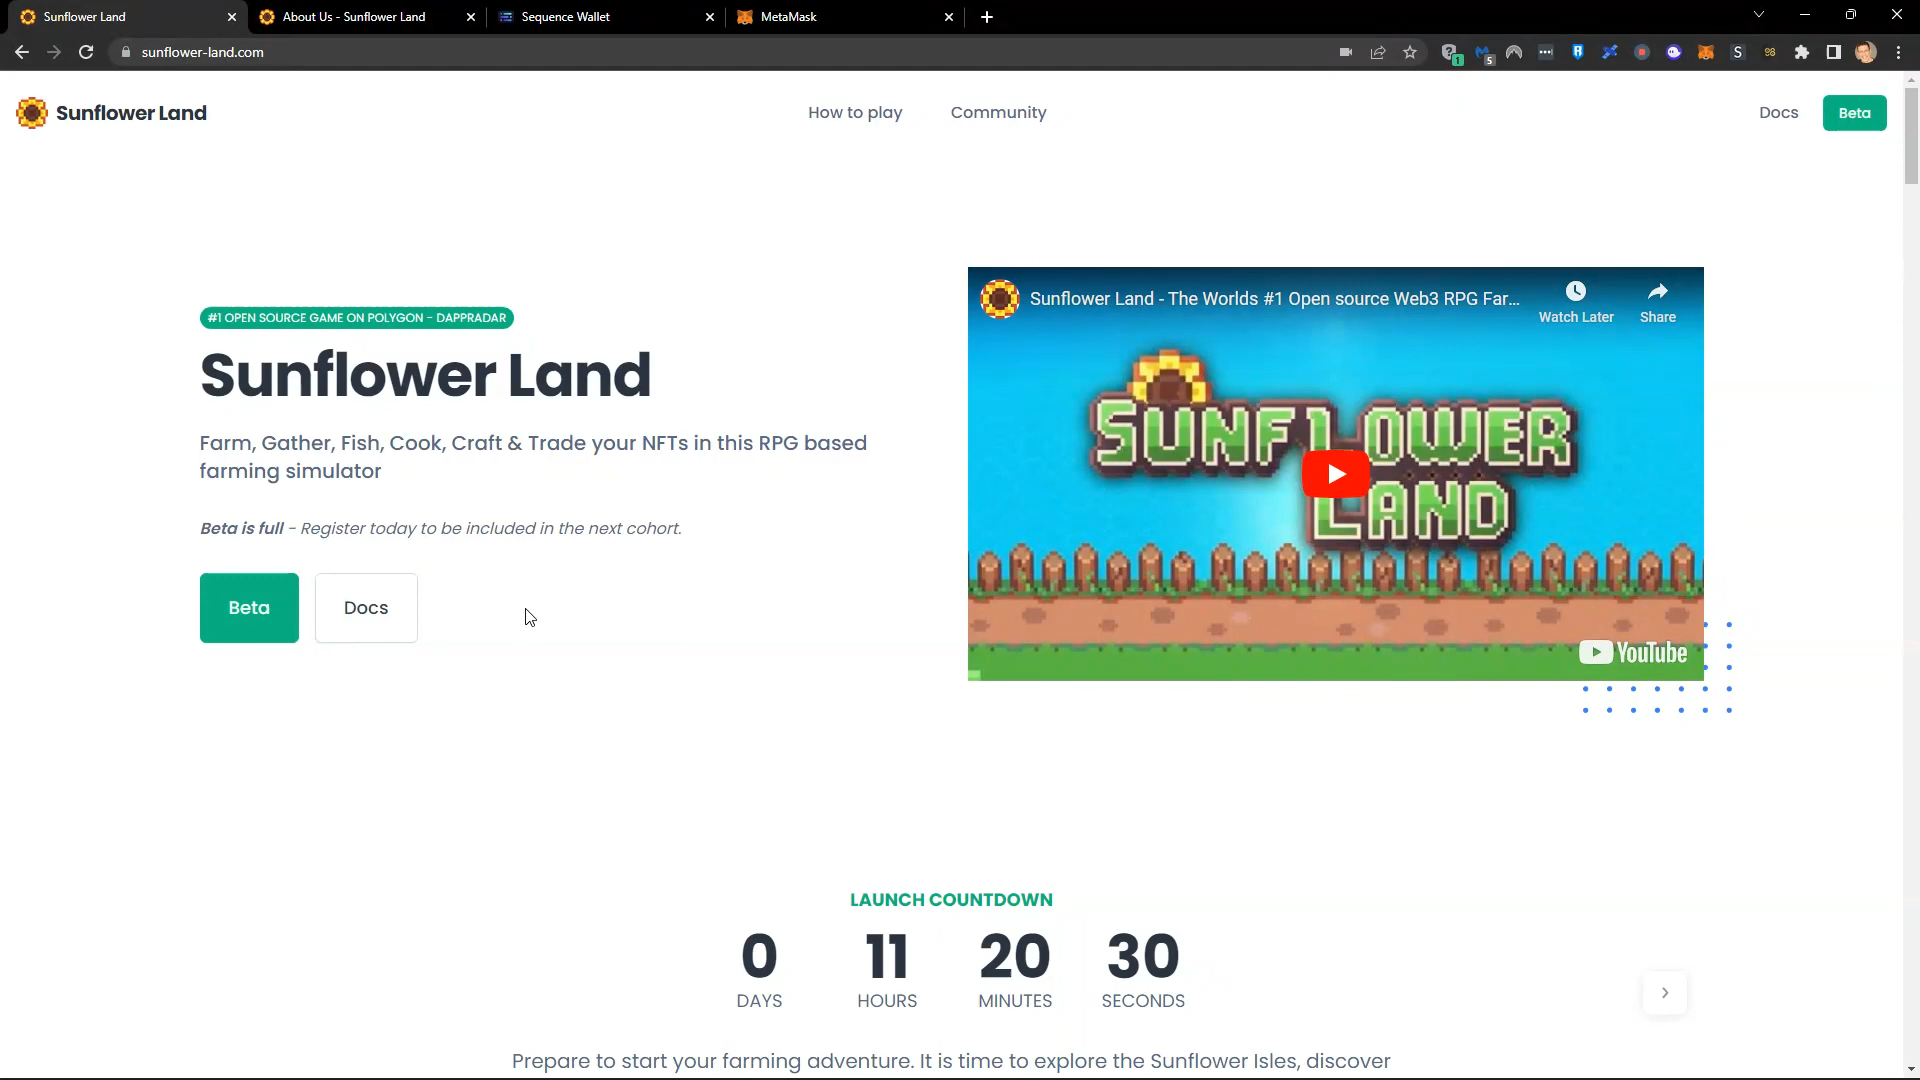 Sunflower Land
About Us - Sunflower Land
Sequence Wallet
MetaMask
sunflower-land.com
1
5
S
98
Sunflower Land
How to play
Community
Docs
Beta
#1 OPEN SOURCE GAME ON POLYGON - DAPPRADAR
Sunflower Land
Farm, Gather, Fish, Cook, Craft & Trade your NFTs in this RPG based
farming simulator
Beta is full - Register today to be included in the next cohort.
Beta
Docs
Sunflower Land - The Worlds #1 Open source Web3 RPG Far...
Watch Later
Share
SUNFLOWER
LAND
YouTube
LAUNCH COUNTDOWN
0
11
20
30
DAYS
HOURS
MINUTES
SECONDS
Prepare to start your farming adventure. It is time to explore the Sunflower Isles, discover